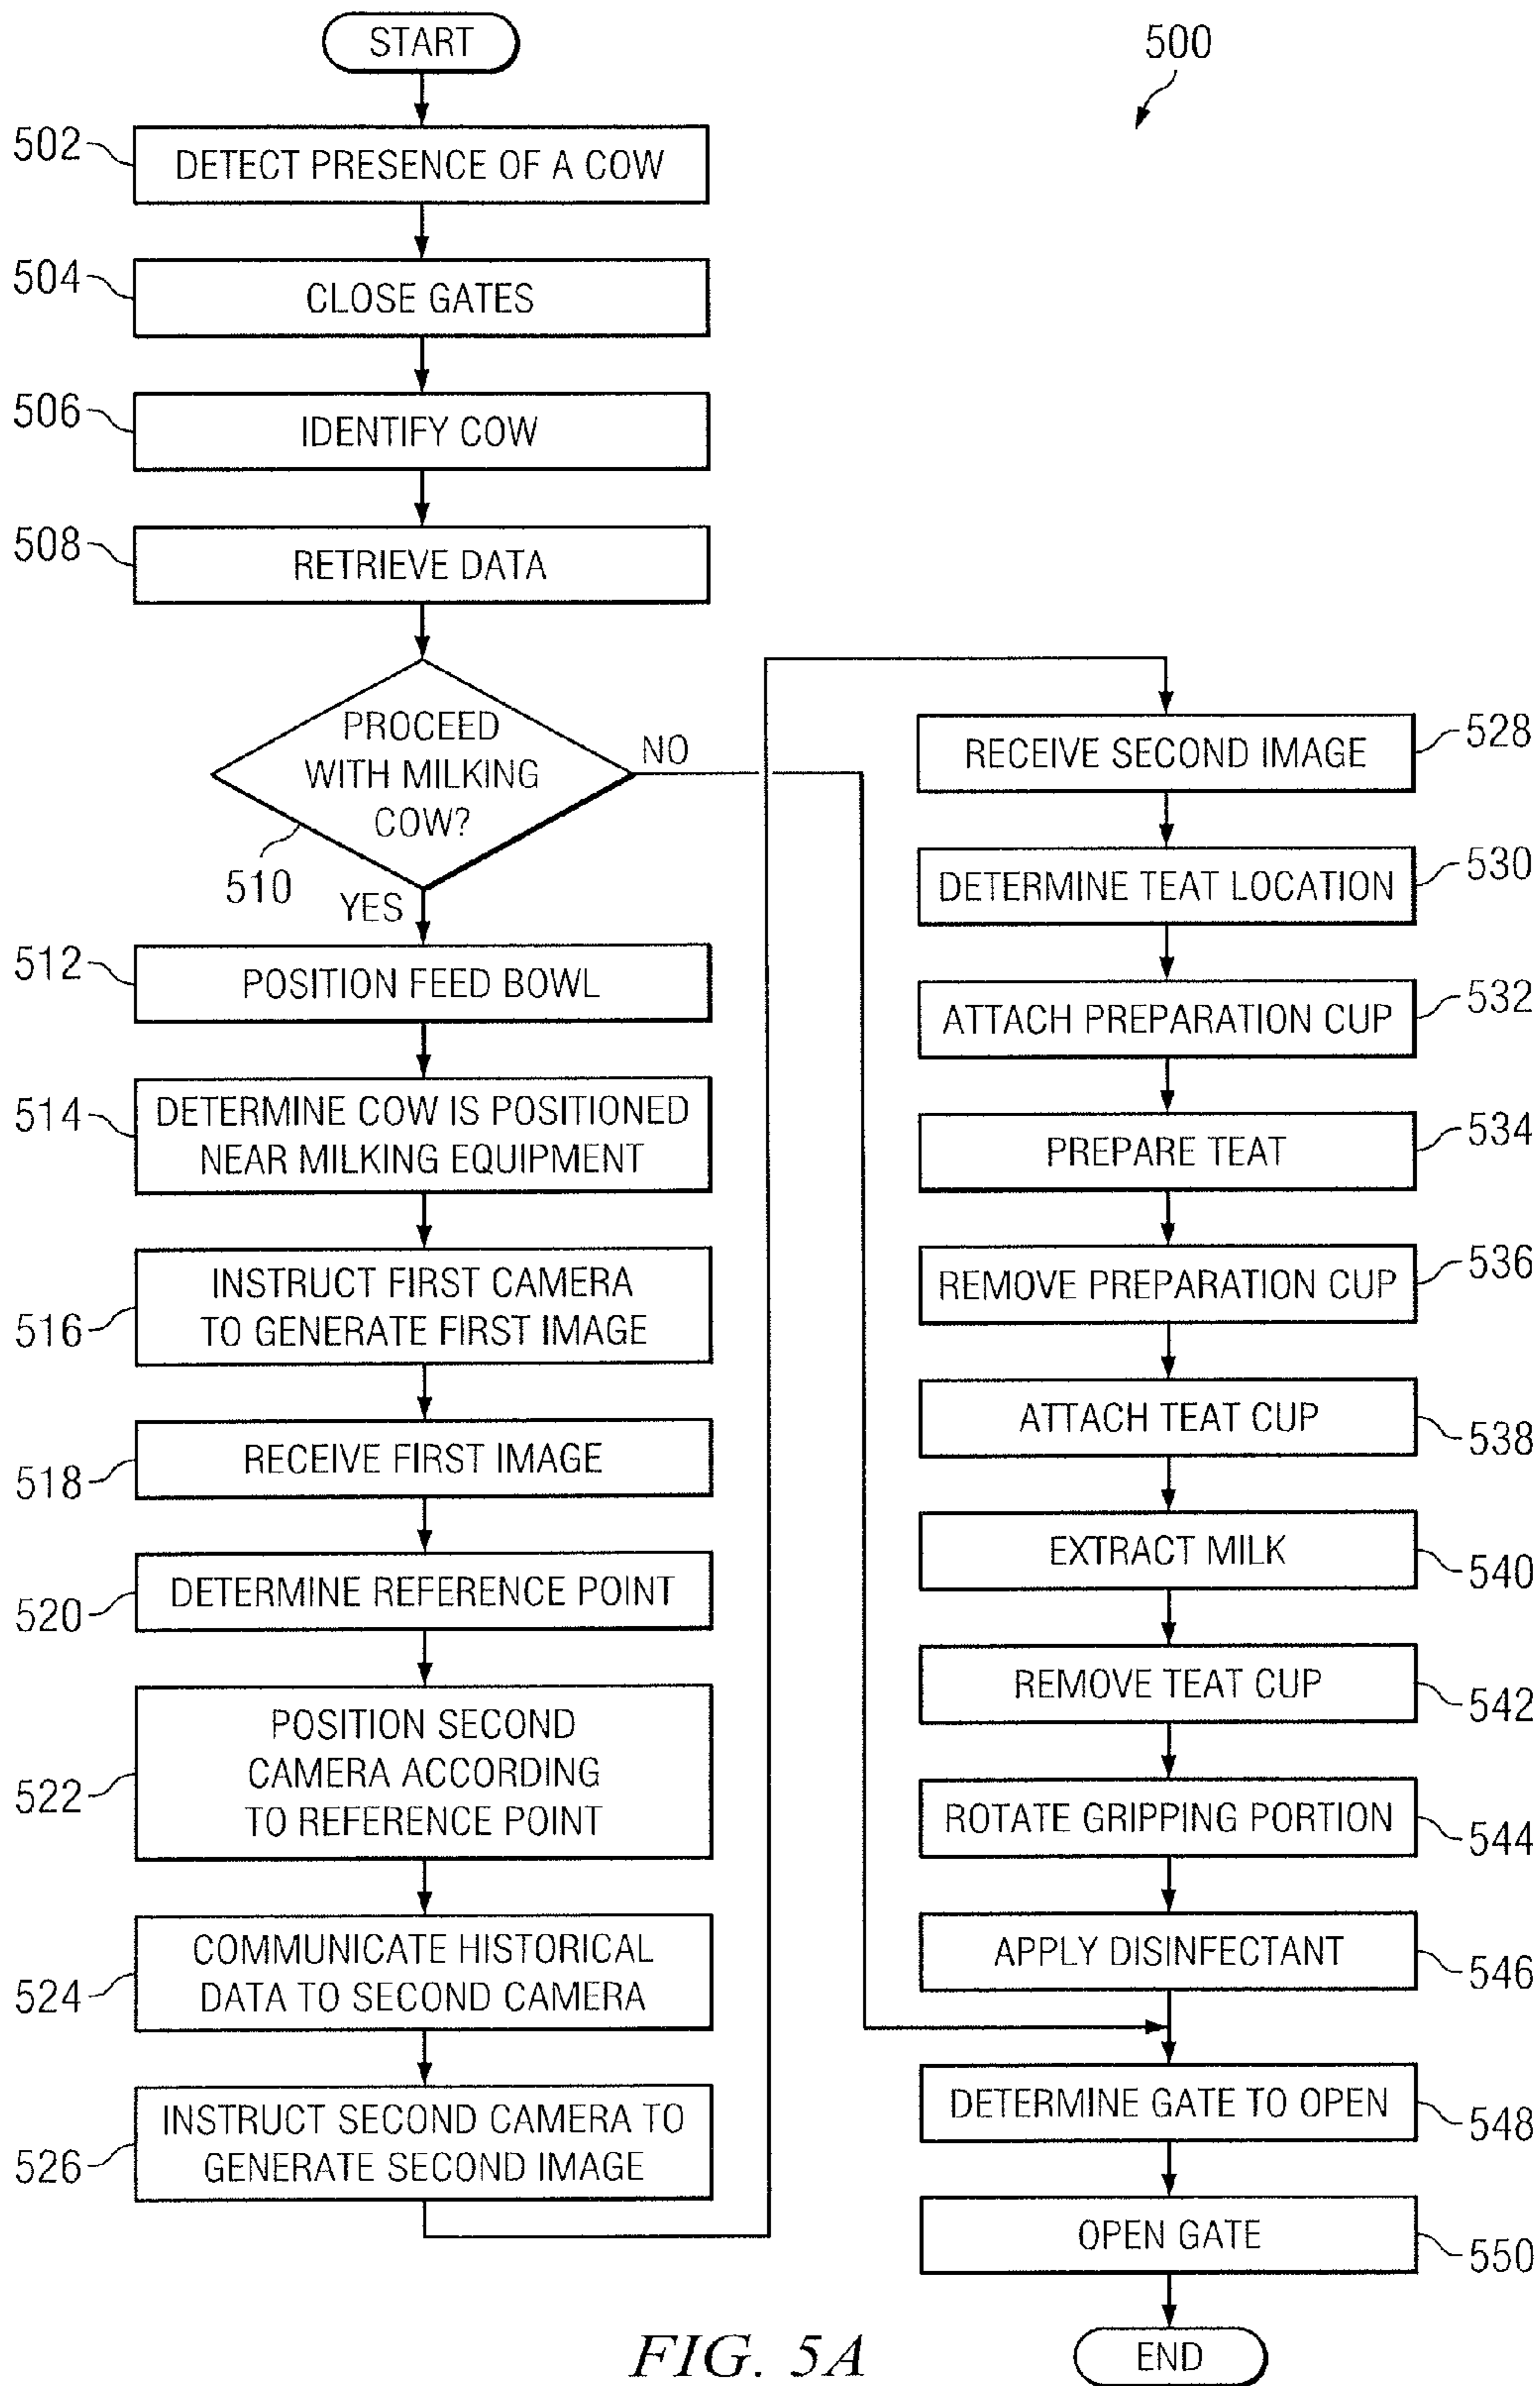 START
500
502
DETECT PRESENCE OF A COW
504
CLOSE GATES
506
IDENTIFY COW
508
RETRIEVE DATA
PROCEED
WITH MILKING
COW?
NO
510
YES
512
POSITION FEED BOWL
514
DETERMINE COW IS POSITIONED
NEAR MILKING EQUIPMENT
INSTRUCT FIRST CAMERA
TO GENERATE FIRST IMAGE
516
RECEIVE FIRST IMAGE
518
DETERMINE REFERENCE POINT
520
POSITION SECOND
CAMERA ACCORDING
TO REFERENCE POINT
522
COMMUNICATE HISTORICAL
DATA TO SECOND CAMERA
524
INSTRUCT SECOND CAMERA TO
GENERATE SECOND IMAGE
526
RECEIVE SECOND IMAGE
528
DETERMINE TEAT LOCATION
530
ATTACH PREPARATION CUP
532
PREPARE TEAT
534
REMOVE PREPARATION CUP
536
ATTACH TEAT CUP
538
EXTRACT MILK
540
REMOVE TEAT CUP
542
ROTATE GRIPPING PORTION
544
APPLY DISINFECTANT
546
DETERMINE GATE TO OPEN
548
OPEN GATE
550
END
FIG. 5A